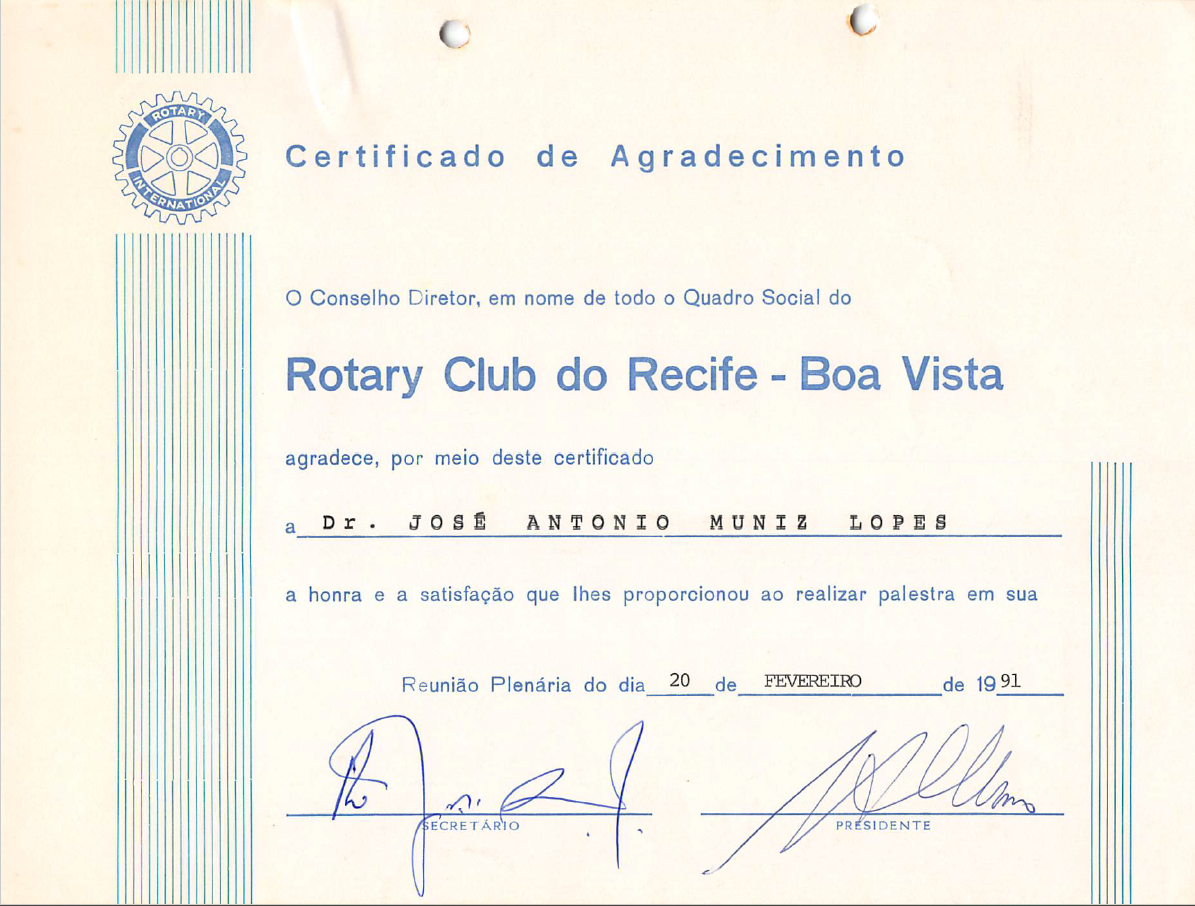 ROTARY
INTERNATIONAL
Certificado de Agradecimento
O Conselho Diretor, em nome de todo o Quadro Social do
Rotary Club do Recife - Boa Vista
agradece, por meio deste certificado
a Dr. JOSÉ ANTONIO MUNIZ LOPES
a honra e a satisfação que lhes proporcionou ao realizar palestra em sua
Reunião Plenária do dia 20 de FEVEREIRO de 1991
SECRETÁRIO PRESIDENTE